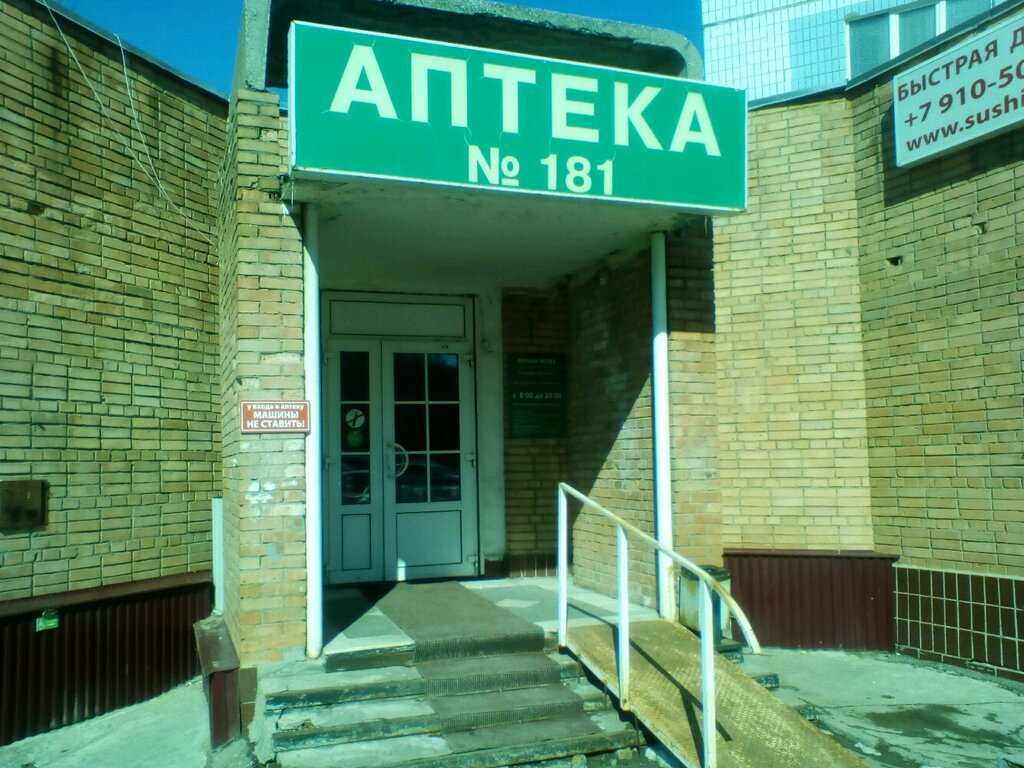 АПТЕКА
№ 181
БЫСТРАЯ Д
+7 910-50
www.sushi
у входа в аптеку
МАШИНЫ
НЕ СТАВИТЬ!
с 8:00 до 20:00